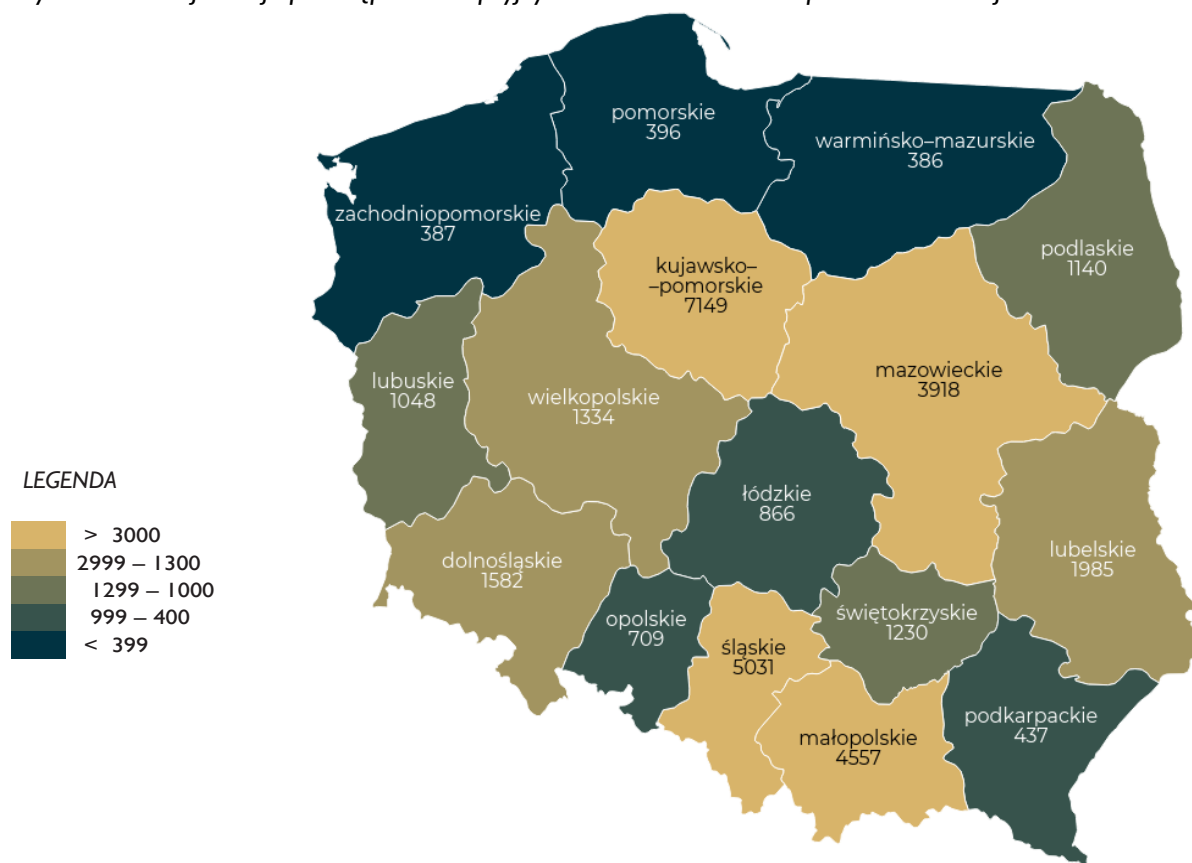 pomorskie
396
warmińsko–mazurskie
386
zachodniopomorskie
387
podlaskie
1140
kujawsko–
–pomorskie
7149
mazowieckie
3918
lubuskie
1048
wielkopolskie
1334
łódzkie
866
lubelskie
1985
dolnośląskie
1582
opolskie
709
śląskie
5031
świętokrzyskie
1230
małopolskie
4557
podkarpackie
437
LEGENDA
> 3000
2999 – 1300
1299 – 1000
999 – 400
< 399